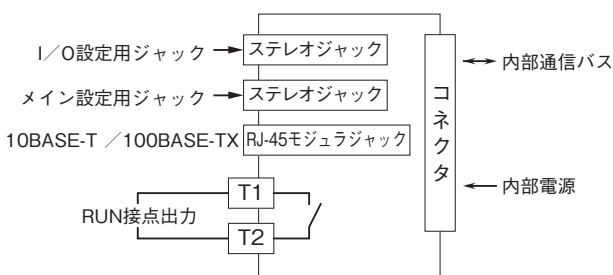 I／O設定用ジャック
ステレオジャック
メイン設定用ジャック
ステレオジャック
10BASE-T ／100BASE-TX
RJ-45モジュラジャック
T1
RUN接点出力
T2
コネクタ
内部通信バス
内部電源